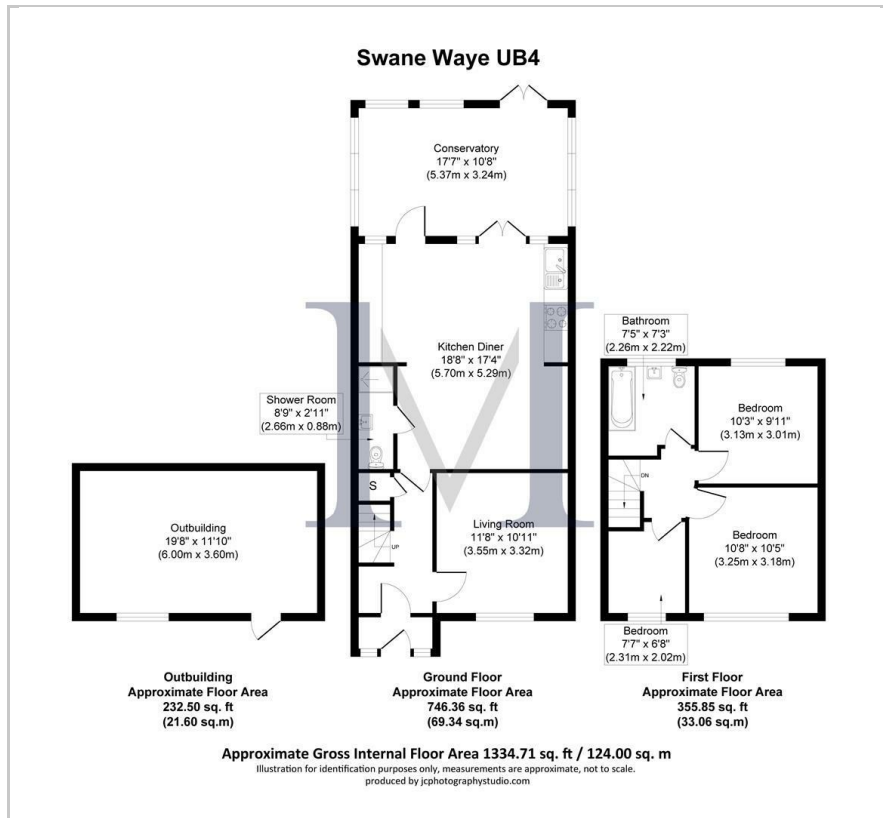 Swane Waye UB4
Conservatory
17'7" x 10'8"
(5.37m x 3.24m)
Kitchen Diner
18'8" x 17'4"
(5.70m x 5.29m)
Shower Room
8'9" x 2'11"
(2.66m x 0.88m)
S
UP
Living Room
11'8" x 10'11"
(3.55m x 3.32m)
Outbuilding
19'8" x 11'10"
(6.00m x 3.60m)
Bathroom
7'5" x 7'3"
(2.26m x 2.22m)
Bedroom
10'3" x 9'11"
(3.13m x 3.01m)
DN
Bedroom
10'8" x 10'5"
(3.25m x 3.18m)
Bedroom
7'7" x 6'8"
(2.31m x 2.02m)
Outbuilding
Approximate Floor Area
232.50 sq. ft
(21.60 sq.m)
Ground Floor
Approximate Floor Area
746.36 sq. ft
(69.34 sq.m)
First Floor
Approximate Floor Area
355.85 sq. ft
(33.06 sq.m)
Approximate Gross Internal Floor Area 1334.71 sq. ft / 124.00 sq. m
Illustration for identification purposes only, measurements are approximate, not to scale.
produced by jcphotographystudio.com
M